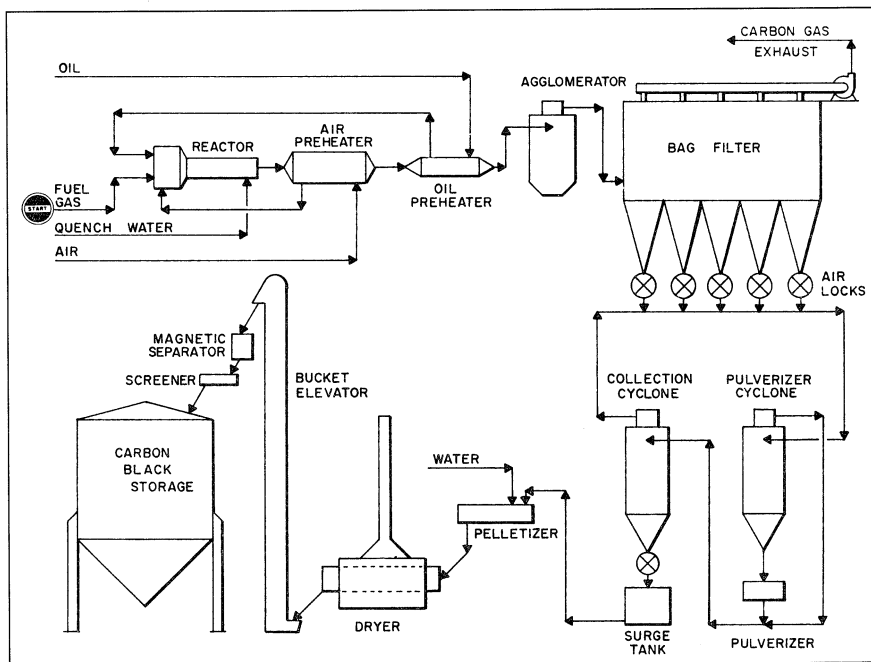 CARBON GAS
EXHAUST
OIL
AGGLOMERATOR
AIR
PREHEATER
REACTOR
BAG FILTER
OIL
PREHEATER
FUEL
GAS
START
QUENCH WATER
AIR
AIR
LOCKS
MAGNETIC
SEPARATOR
SCREENER
BUCKET
ELEVATOR
COLLECTION
CYCLONE
PULVERIZER
CYCLONE
CARBON
BLACK
STORAGE
WATER
PELLETIZER
DRYER
SURGE
TANK
PULVERIZER